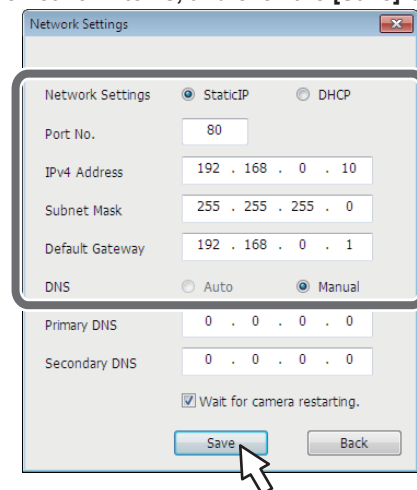 Network Settings
Network Settings StaticIP DHCP
Port No. 80
IPv4 Address 192 . 168 . 0 . 10
Subnet Mask 255 . 255 . 255 . 0
Default Gateway 192 . 168 . 0 . 1
DNS Auto Manual
Primary DNS 0 . 0 . 0 . 0
Secondary DNS 0 . 0 . 0 . 0
Wait for camera restarting.
Save Back